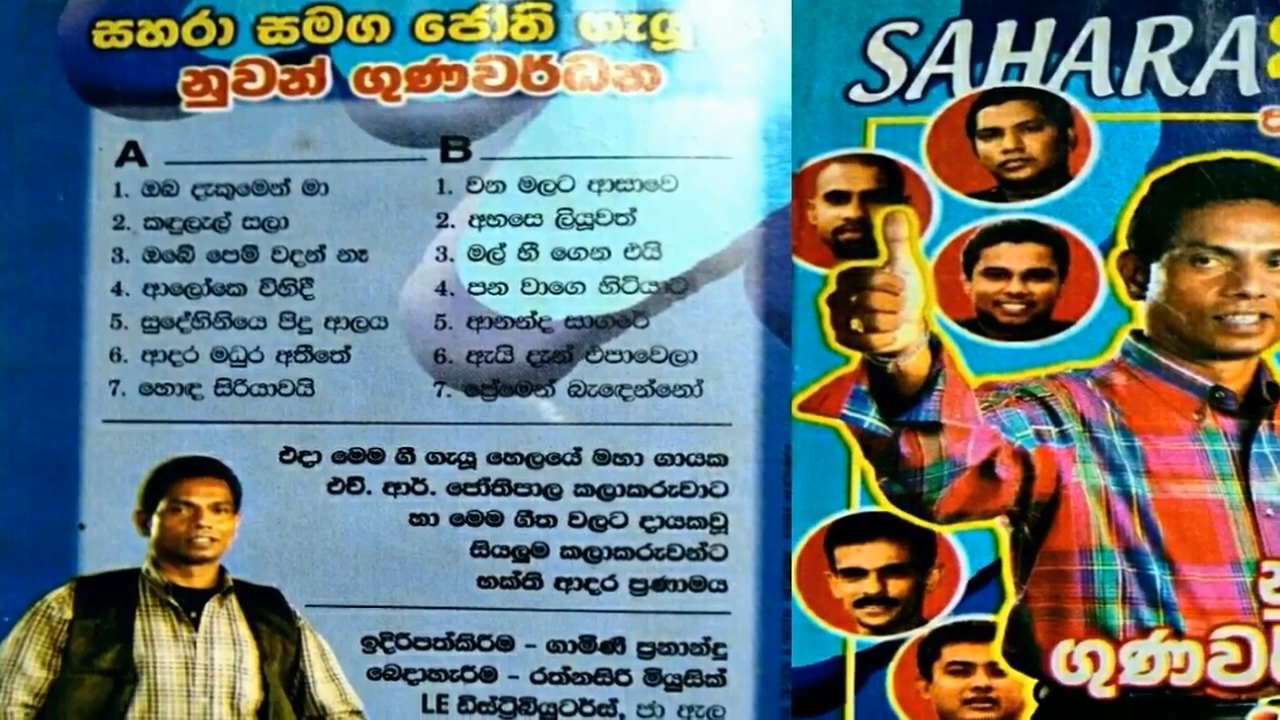 සහරා සමග ජෝති ගැයූ
නුවන් ගුණවර්ධන
A
1. ඔබ දැකුමෙන් මා
2. කඳුලැල් සලා
3. ඔබේ පෙම් වදන් නෑ
4. ආලෝකෙ විහිදී
5. සුදේහිනියෙ පිදූ ආලය
6. ආදර මධුර අතීතේ
7. හොඳ සිරියාවයි
B
1. වන මලට ආසාවෙ
2. අහසෙ ලියූවත්
3. මල් හී ගෙන එයි
4. පන වාගෙ හිටියාට
5. ආනන්ද සාගරේ
6. ඇයි දැන් එපාවෙලා
7. ප්‍රේමෙන් බැඳෙන්නෝ
එදා මෙම ගී ගැයූ හෙලයේ මහා ගායක
එච්. ආර්. ජෝතිපාල කලාකරුවාට
හා මෙම ගීත වලට දායකවූ
සියලුම කලාකරුවන්ට
භක්ති ආදර ප්‍රණාමය
ඉදිරිපත්කිරීම - ගාමිණී ප්‍රනාන්දු
බෙදාහැරීම - රත්නසිරි මියුසික්
LE ඩිස්ට්‍රිබියුටර්ස්, ජා ඇල
SAHARA
ගුණව